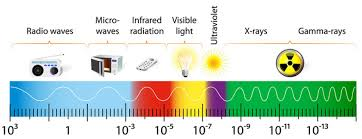 Radio waves
Micro-
waves
Infrared
radiation
Visible
light
Ultraviolet
X-rays
Gamma-rays
10³ 1 10⁻³ 10⁻⁵ 10⁻⁷ 10⁻⁹ 10⁻¹¹ 10⁻¹³